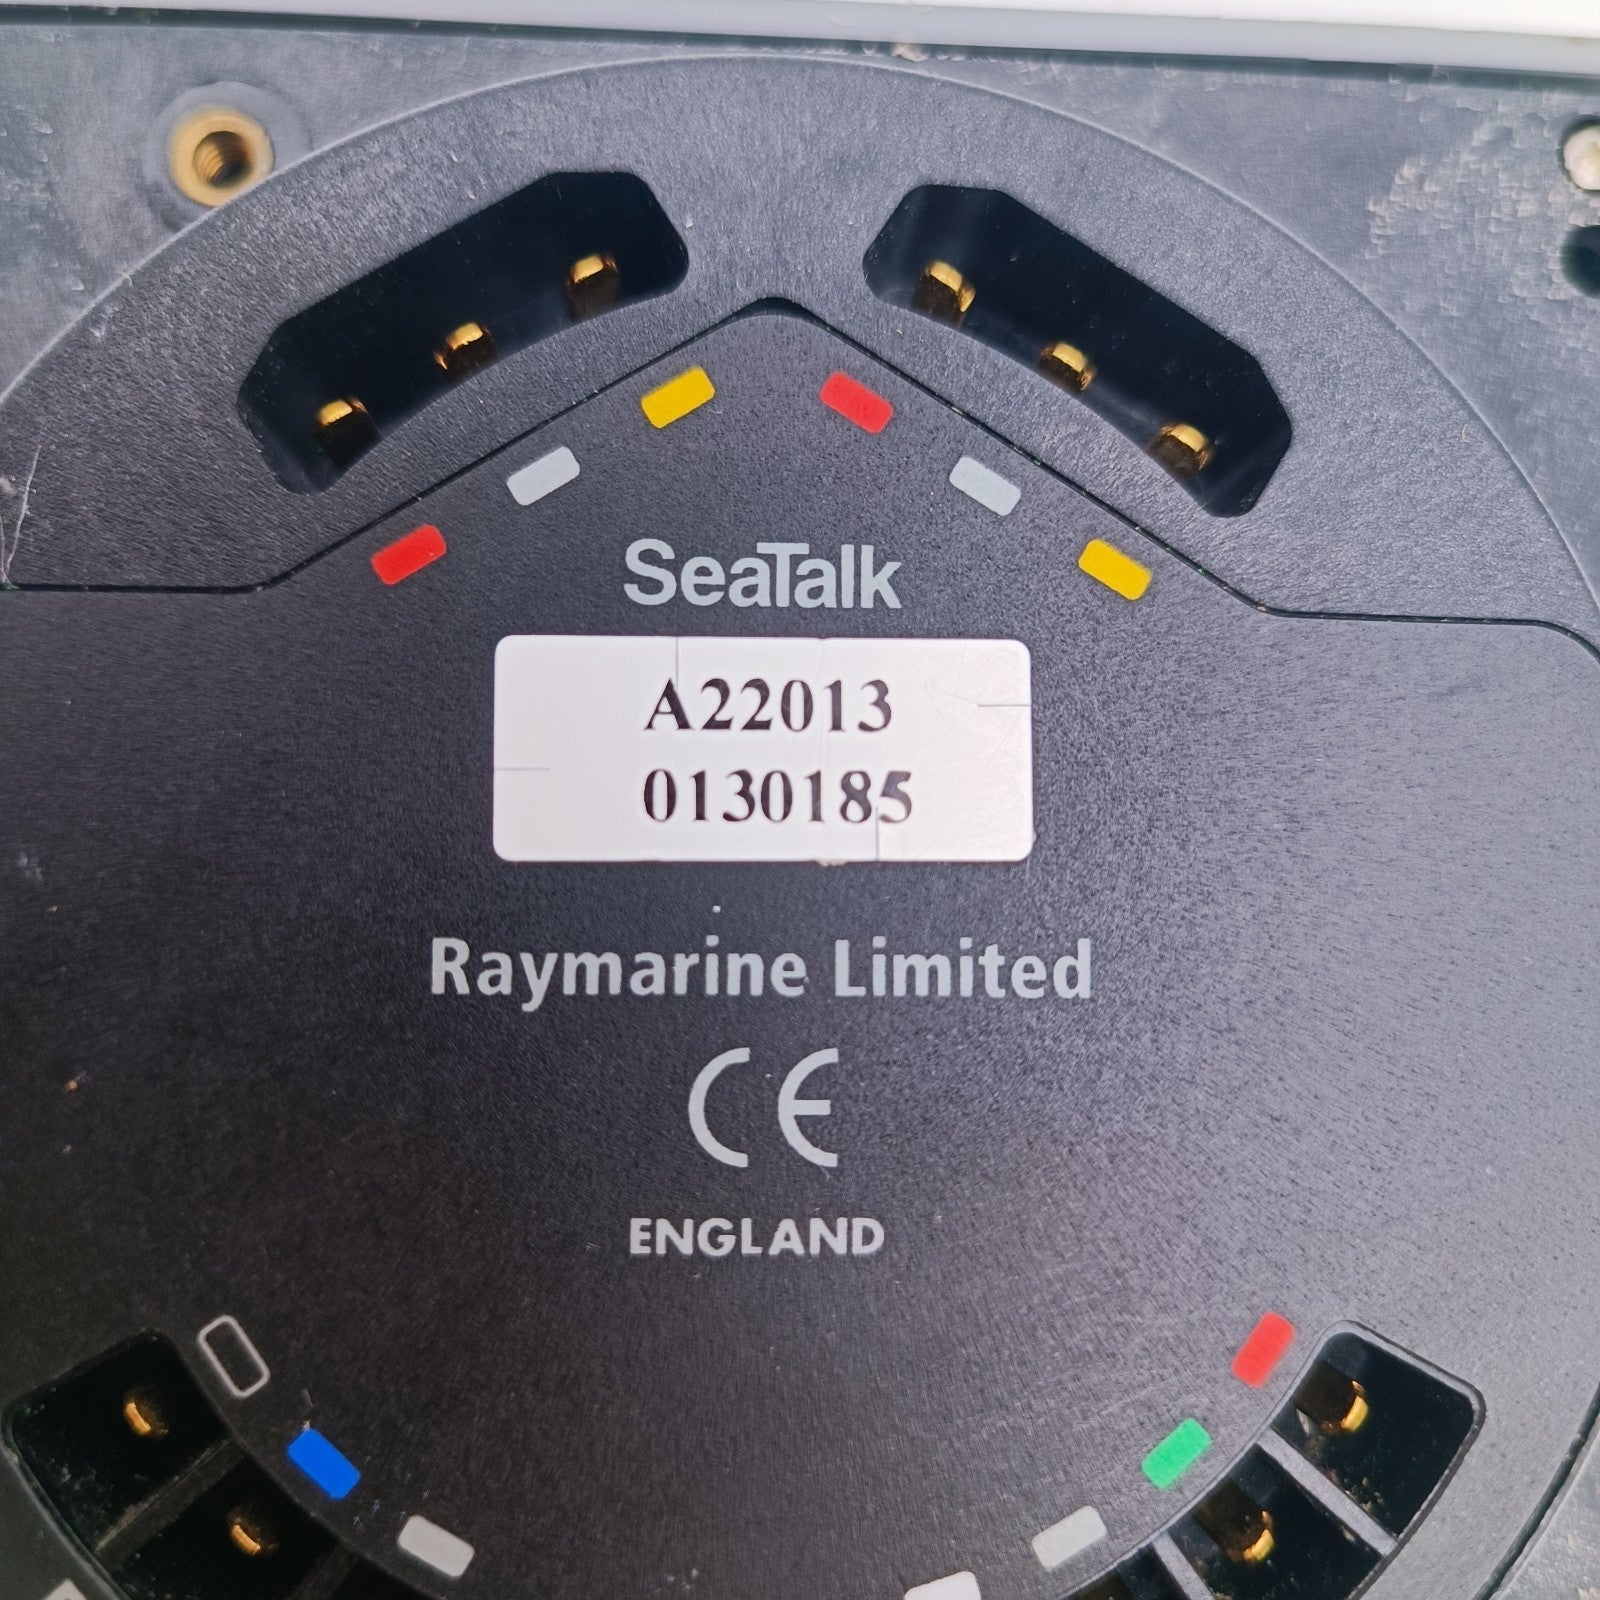 SeaTalk
A22013
0130185
Raymarine Limited
CE
ENGLAND